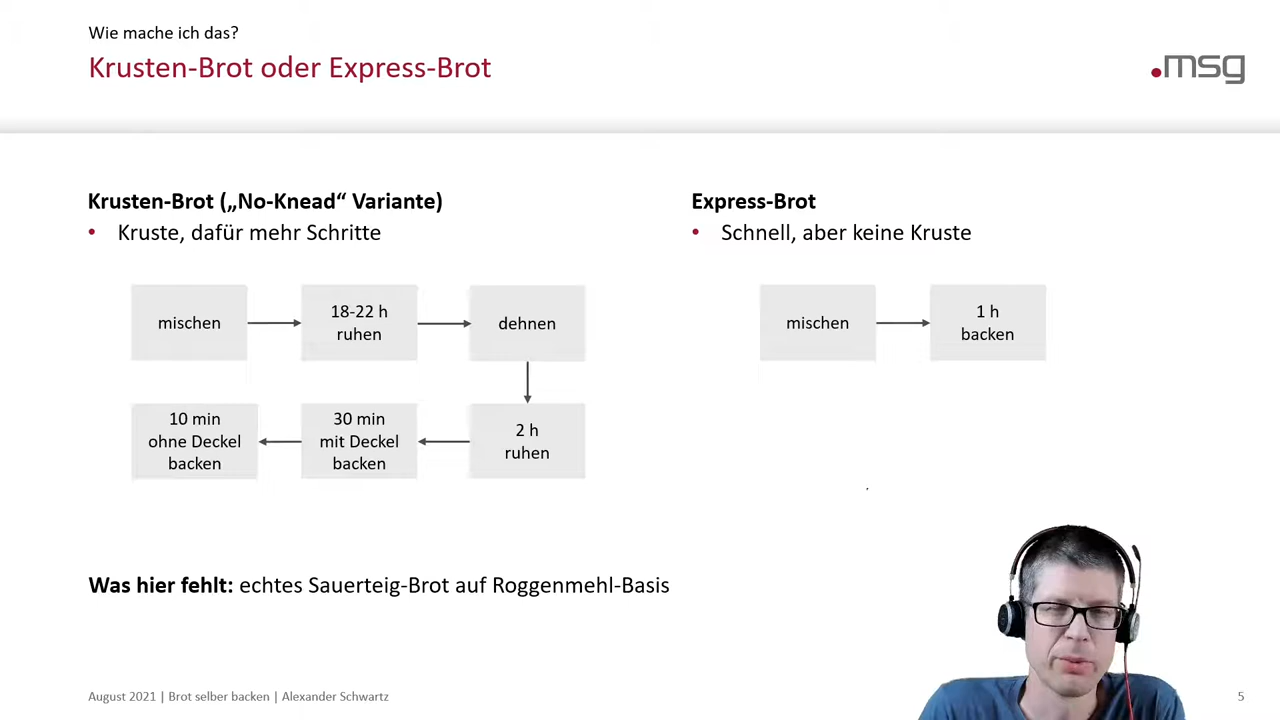 Wie mache ich das?
Krusten-Brot oder Express-Brot
.msg
Krusten-Brot („No-Knead“ Variante)
• Kruste, dafür mehr Schritte
mischen
18-22 h
ruhen
dehnen
2 h
ruhen
30 min
mit Deckel
backen
10 min
ohne Deckel
backen
Express-Brot
• Schnell, aber keine Kruste
mischen
1 h
backen
Was hier fehlt: echtes Sauerteig-Brot auf Roggenmehl-Basis
August 2021 | Brot selber backen | Alexander Schwartz
5